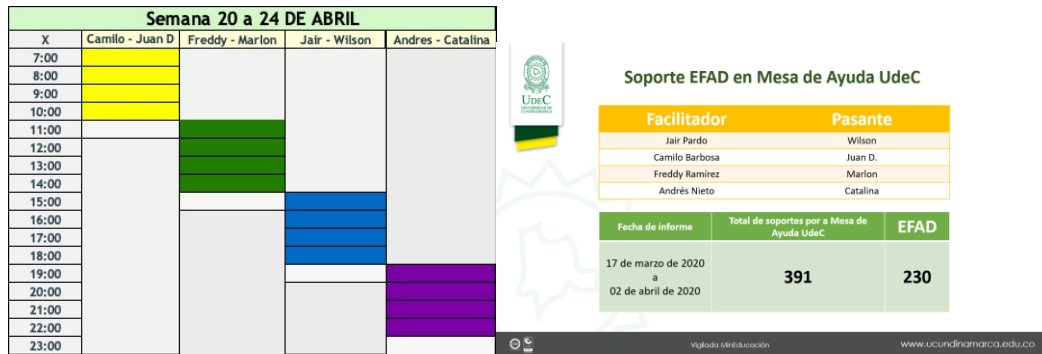 Semana 20 a 24 DE ABRIL
X Camilo - Juan D Freddy - Marlon Jair - Wilson Andres - Catalina
7:00
8:00
9:00
10:00
11:00
12:00
13:00
14:00
15:00
16:00
17:00
18:00
19:00
20:00
21:00
22:00
23:00
UDEC
UNIVERSIDAD DE
CUNDINAMARCA
Soporte EFAD en Mesa de Ayuda UdeC
Facilitador Pasante
Jair Pardo Wilson
Camilo Barbosa Juan D.
Freddy Ramírez Marlon
Andrés Nieto Catalina
Fecha de informe Total de soportes por a Mesa de
Ayuda UdeC EFAD
17 de marzo de 2020
a
02 de abril de 2020
391 230
Vigilada MinEducación www.ucundinamarca.edu.co